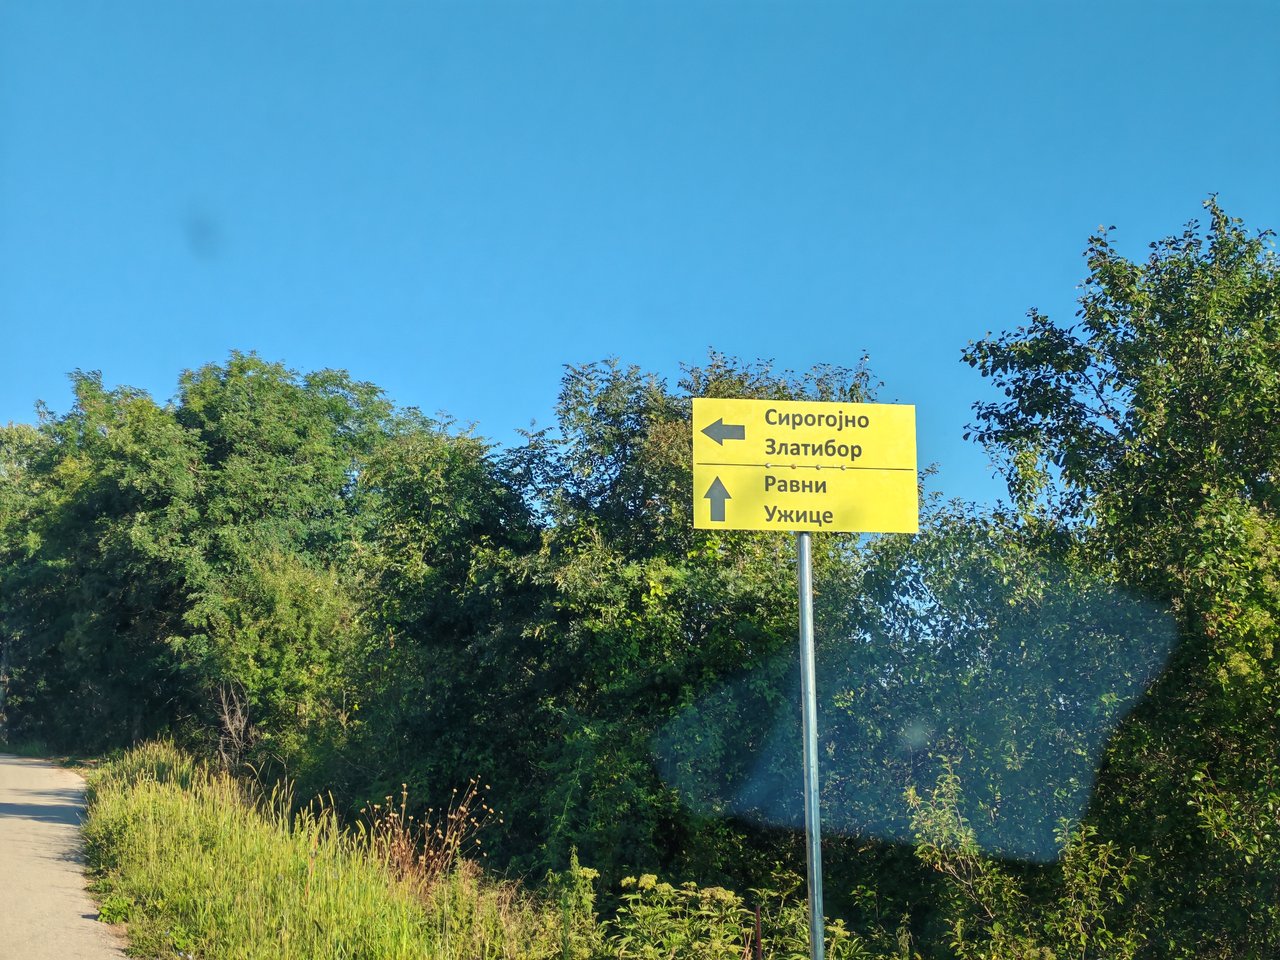 Сирогојно
Златибор
Равни
Ужице